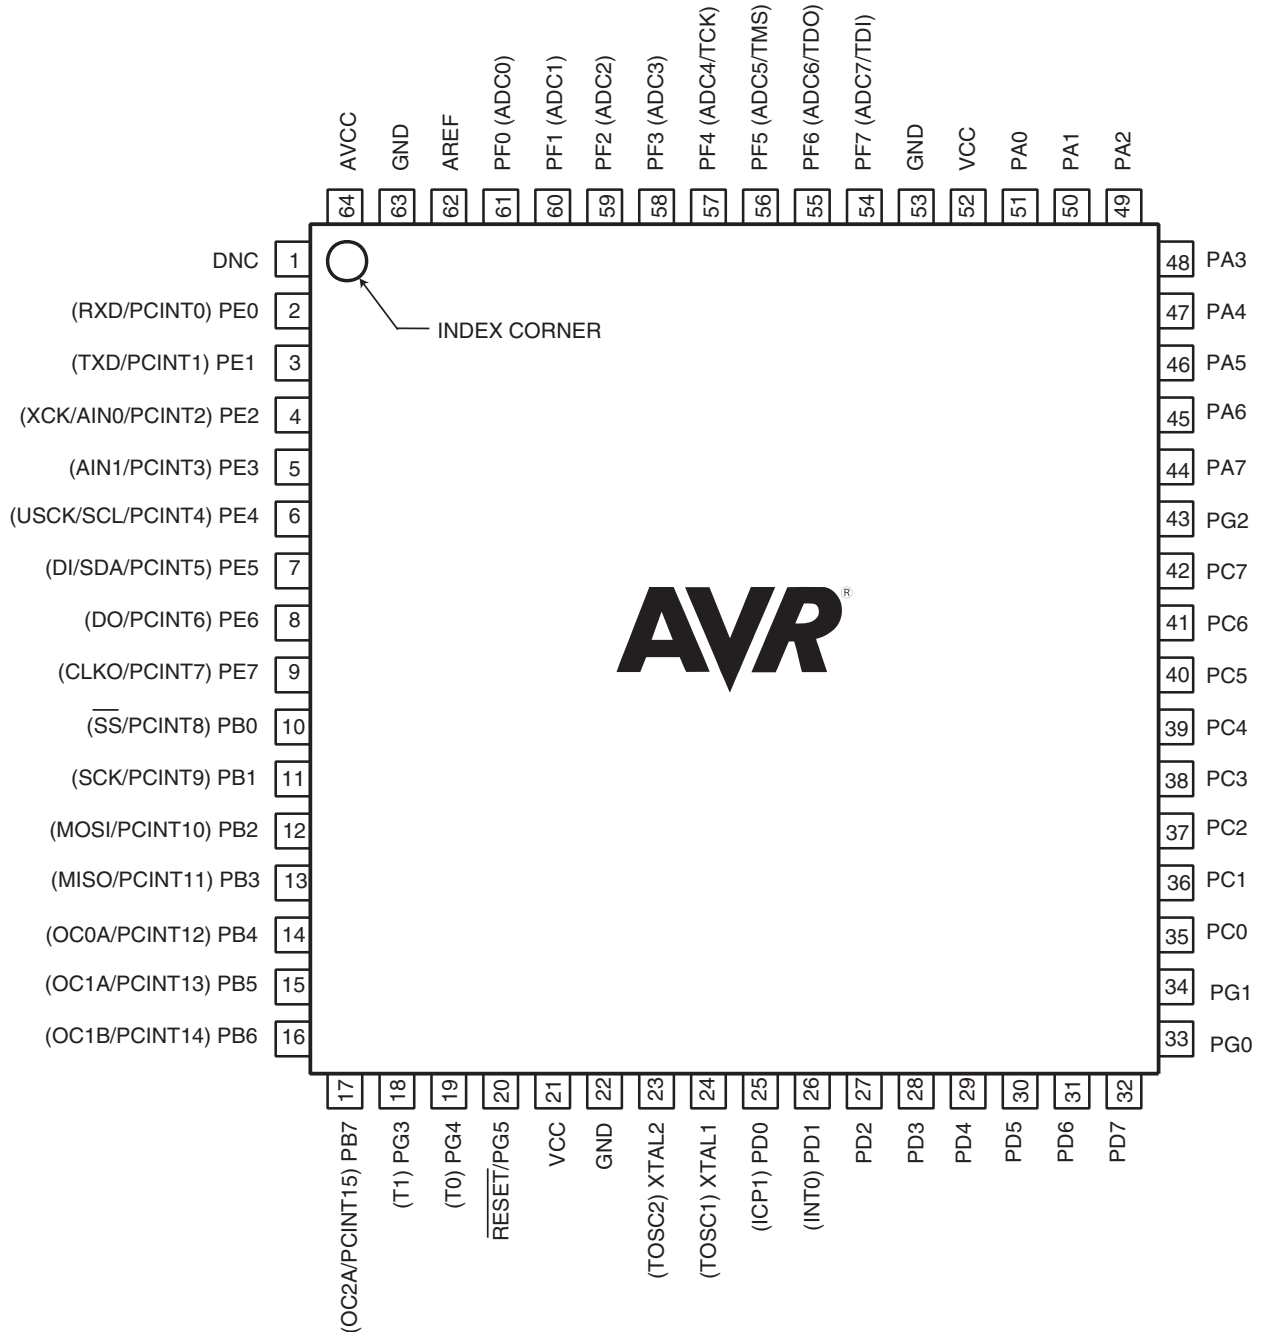 AVCC
GND
AREF
PF0 (ADC0)
PF1 (ADC1)
PF2 (ADC2)
PF3 (ADC3)
PF4 (ADC4/TCK)
PF5 (ADC5/TMS)
PF6 (ADC6/TDO)
PF7 (ADC7/TDI)
GND
VCC
PA0
PA1
PA2
64
63
62
61
60
59
58
57
56
55
54
53
52
51
50
49
DNC 1
(RXD/PCINT0) PE0 2
(TXD/PCINT1) PE1 3
(XCK/AIN0/PCINT2) PE2 4
(AIN1/PCINT3) PE3 5
(USCK/SCL/PCINT4) PE4 6
(DI/SDA/PCINT5) PE5 7
(DO/PCINT6) PE6 8
(CLKO/PCINT7) PE7 9
(S̅S̅/PCINT8) PB0 10
(SCK/PCINT9) PB1 11
(MOSI/PCINT10) PB2 12
(MISO/PCINT11) PB3 13
(OC0A/PCINT12) PB4 14
(OC1A/PCINT13) PB5 15
(OC1B/PCINT14) PB6 16
INDEX CORNER
AVR®
48 PA3
47 PA4
46 PA5
45 PA6
44 PA7
43 PG2
42 PC7
41 PC6
40 PC5
39 PC4
38 PC3
37 PC2
36 PC1
35 PC0
34 PG1
33 PG0
17
18
19
20
21
22
23
24
25
26
27
28
29
30
31
32
(OC2A/PCINT15) PB7
(T1) PG3
(T0) PG4
R̅E̅S̅E̅T̅/PG5
VCC
GND
(TOSC2) XTAL2
(TOSC1) XTAL1
(ICP1) PD0
(INT0) PD1
PD2
PD3
PD4
PD5
PD6
PD7